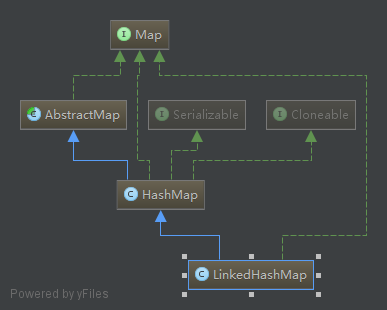 I Map
C AbstractMap
I Serializable
I Cloneable
C HashMap
C LinkedHashMap
Powered by yFiles